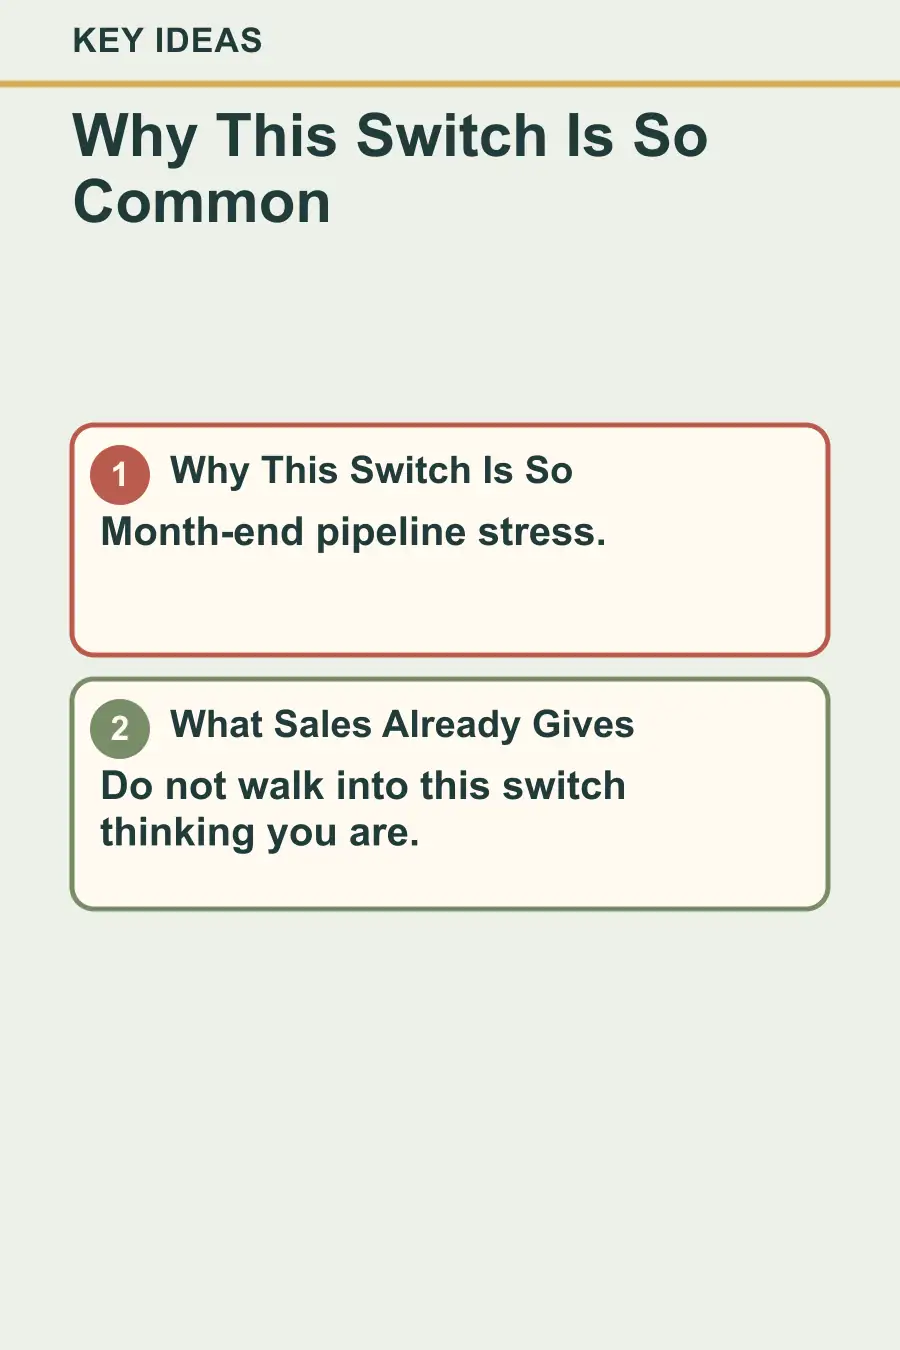 KEY IDEAS
Why This Switch Is So
Common
1
Why This Switch Is So
Month-end pipeline stress.
2
What Sales Already Gives
Do not walk into this switch
thinking you are.